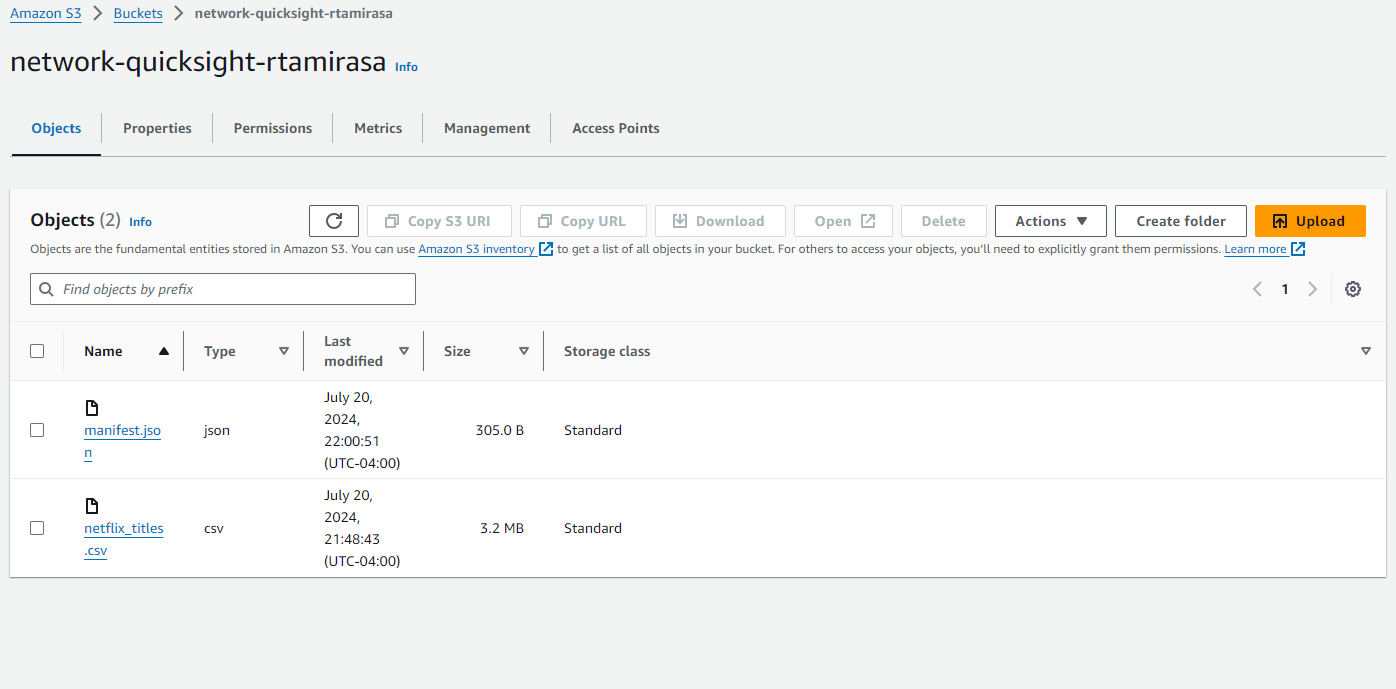 Amazon S3 > Buckets > network-quicksight-rtamirasa
network-quicksight-rtamirasa Info
Objects Properties Permissions Metrics Management Access Points
Objects (2) Info Copy S3 URI Copy URL Download Open Delete Actions Create folder Upload
Objects are the fundamental entities stored in Amazon S3. You can use Amazon S3 inventory to get a list of all objects in your bucket. For others to access your objects, you'll need to explicitly grant them permissions. Learn more
Find objects by prefix 1
Name Type Last modified Size Storage class
manifest.json json July 20, 2024, 22:00:51 (UTC-04:00) 305.0 B Standard
netflix_titles.csv csv July 20, 2024, 21:48:43 (UTC-04:00) 3.2 MB Standard